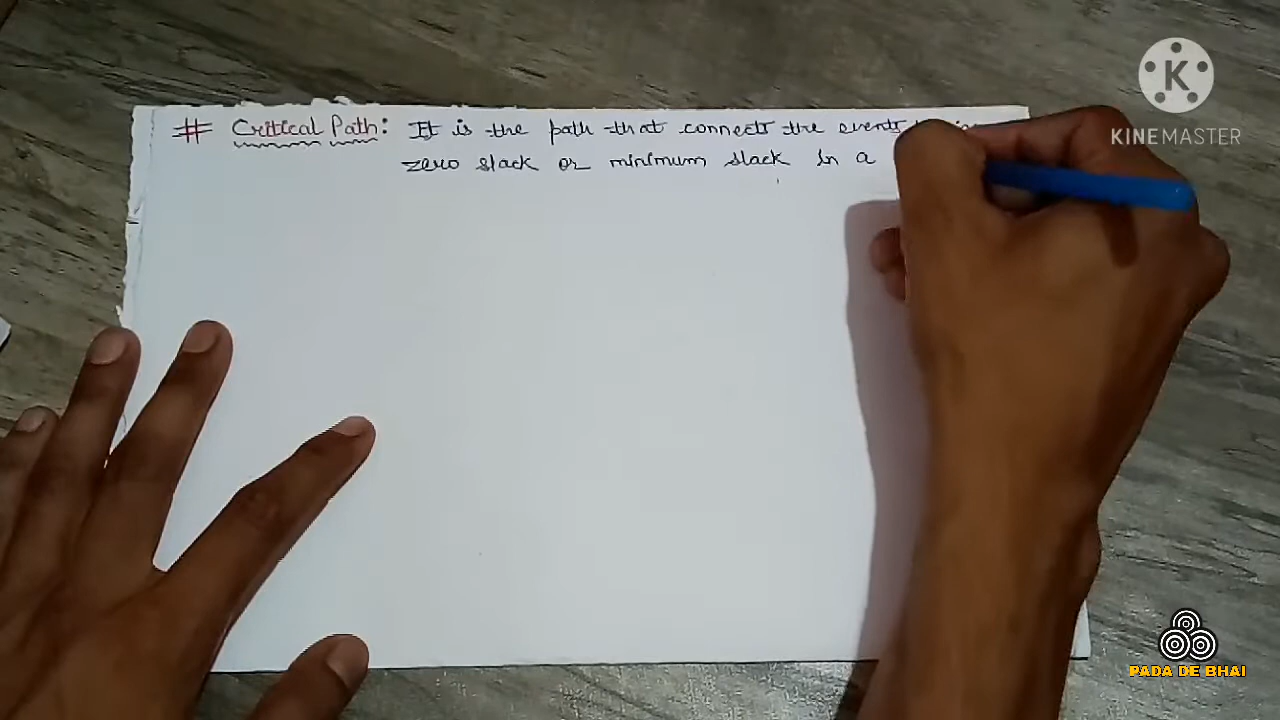 # Critical Path: It is the path that connects the events
zero slack or minimum slack in a
KINEMASTER
PADA DE BHAI